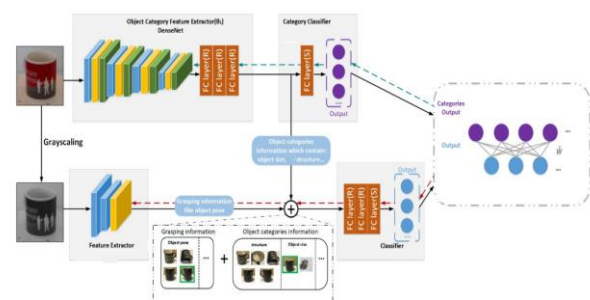 Object Category Feature Extractor(θ₁)
DenseNet
Category Classifier
FC layer(R)
FC layer(R)
FC layer(R)
FC layer(S)
Output
Categories
Output
Output
Grayscaling
Object categories
information which contain
object size, structure...
Grasping information
like object pose
Output
FC layer(R)
FC layer(R)
FC layer(S)
Feature Extractor
Classifier
Grasping information
Object categories information
Object pose
structure
Object size
...
+
...